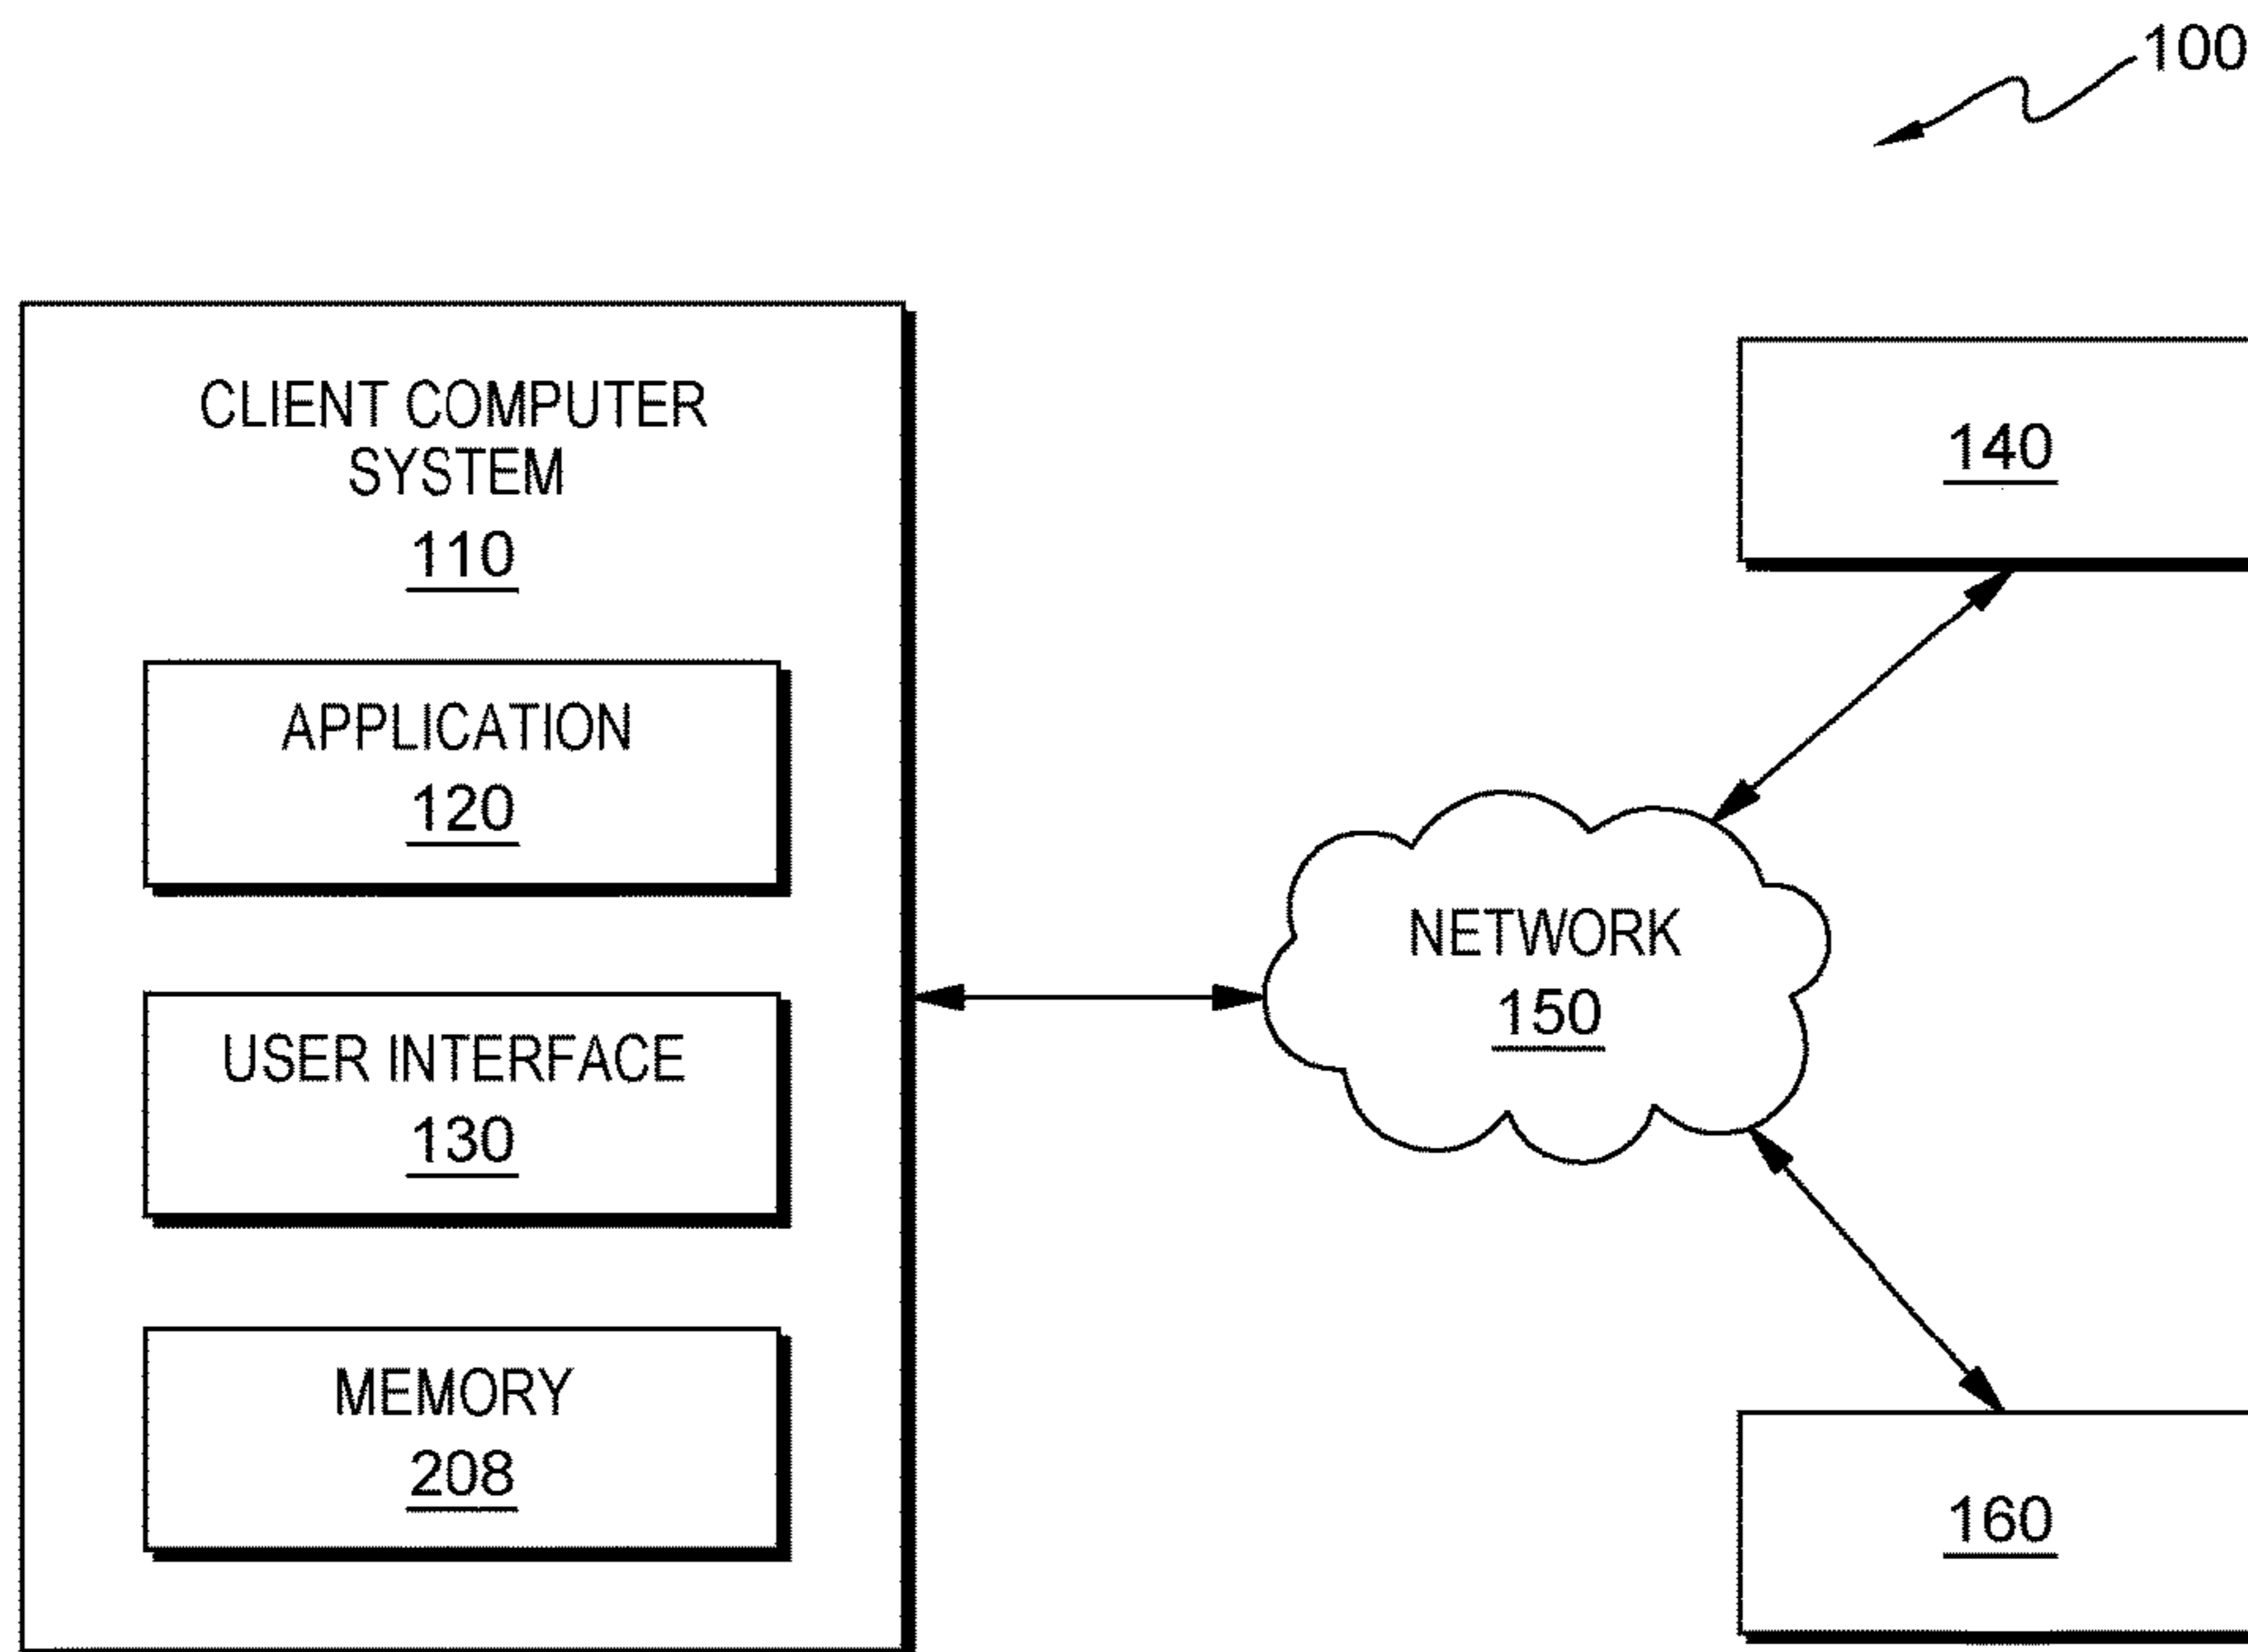 100
CLIENT COMPUTER
SYSTEM
110
APPLICATION
120
USER INTERFACE
130
MEMORY
208
NETWORK
150
140
160